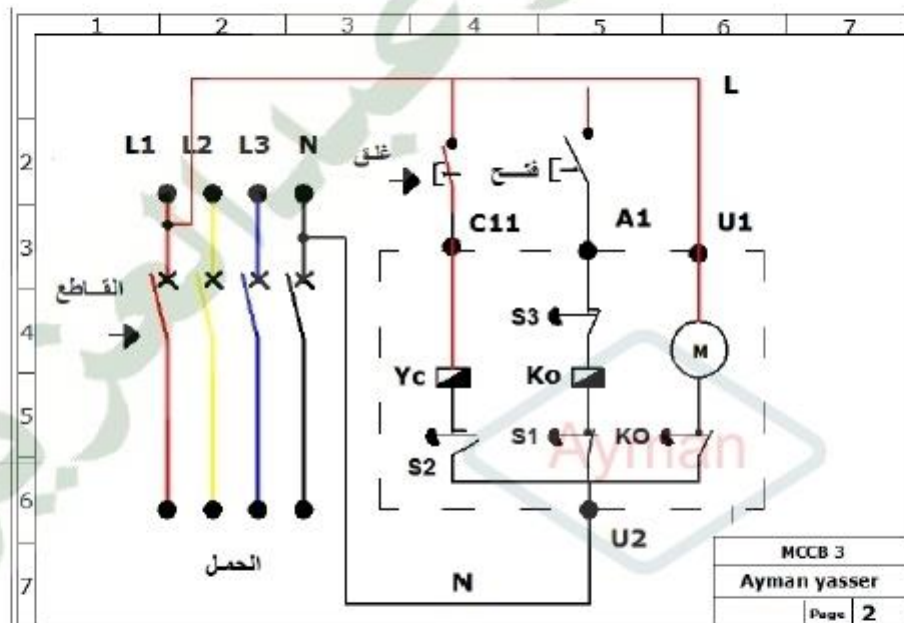 1 2 3 4 5 6 7
L
2
L1 L2 L3 N
غلق
فتح
C11 A1 U1
3
القاطع
S3
4
M
Yc Ko
5
S1 KO
Ayman
S2
6
U2
الحمل
MCCB 3
7
N
Ayman yasser
Page 2